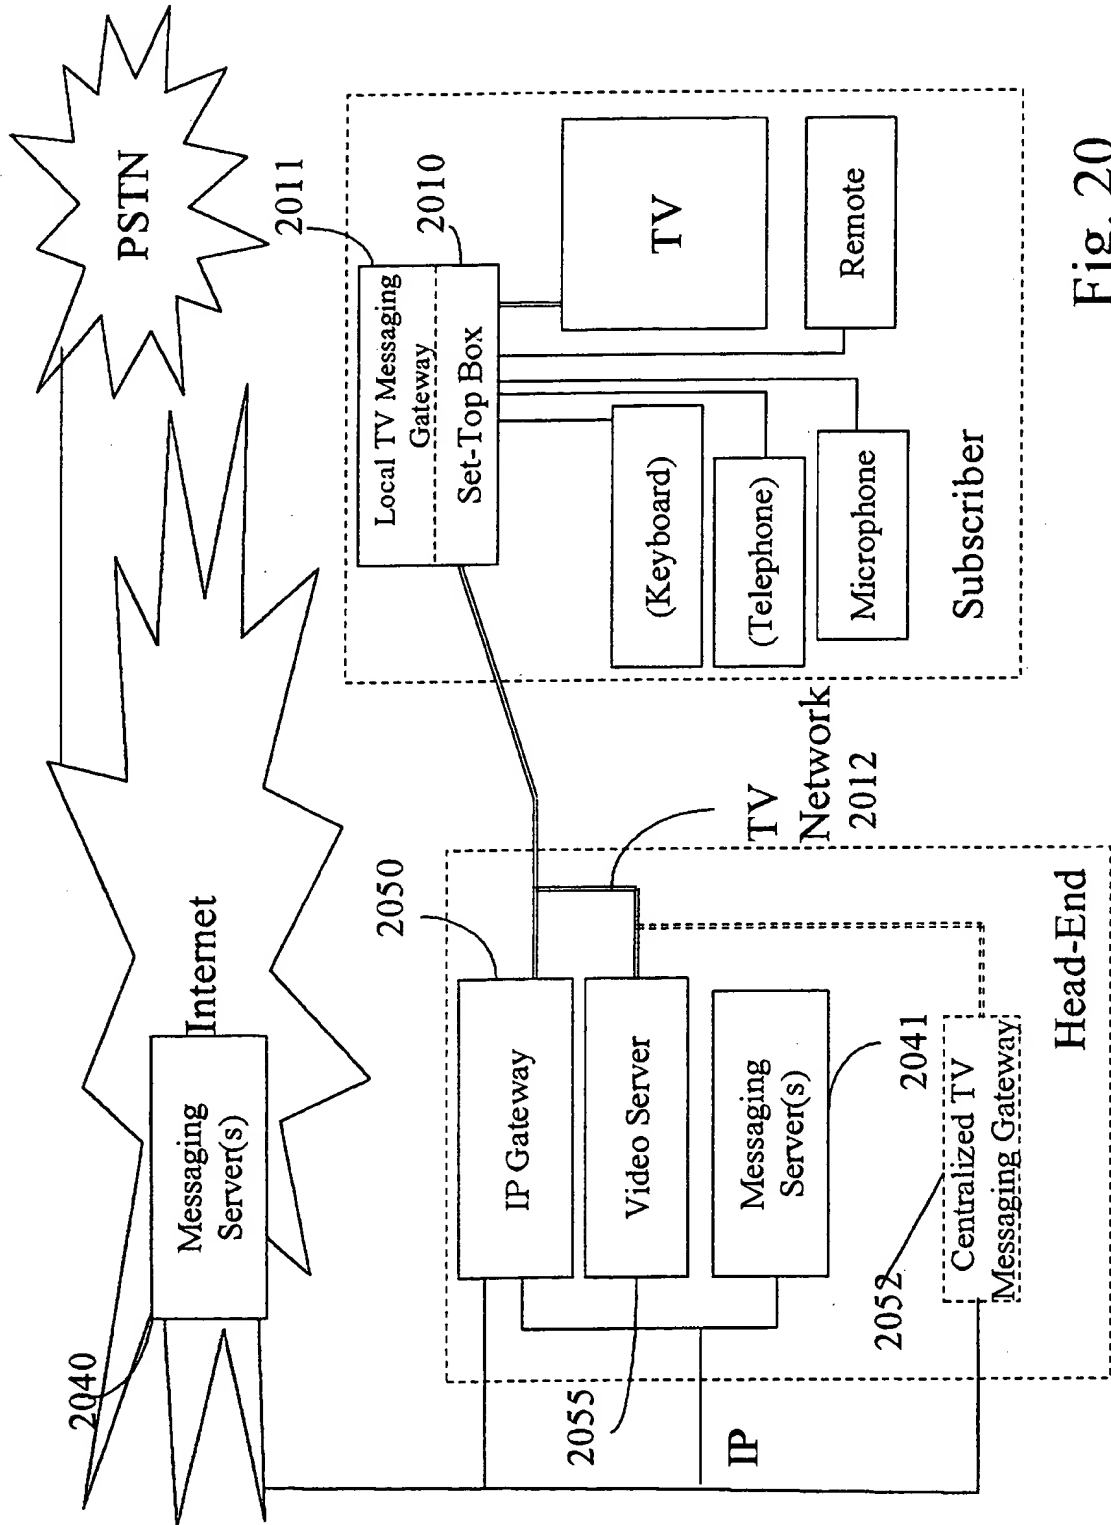 PSTN
Internet
Messaging
Server(s)
2040
2011
2010
Local TV Messaging
Gateway
Set-Top Box
TV
Remote
(Keyboard)
(Telephone)
Microphone
Subscriber
TV
Network
2012
2050
IP Gateway
Video Server
Messaging
Server(s)
2041
2055
2052
Centralized TV
Messaging Gateway
Head-End
IP
Fig. 20